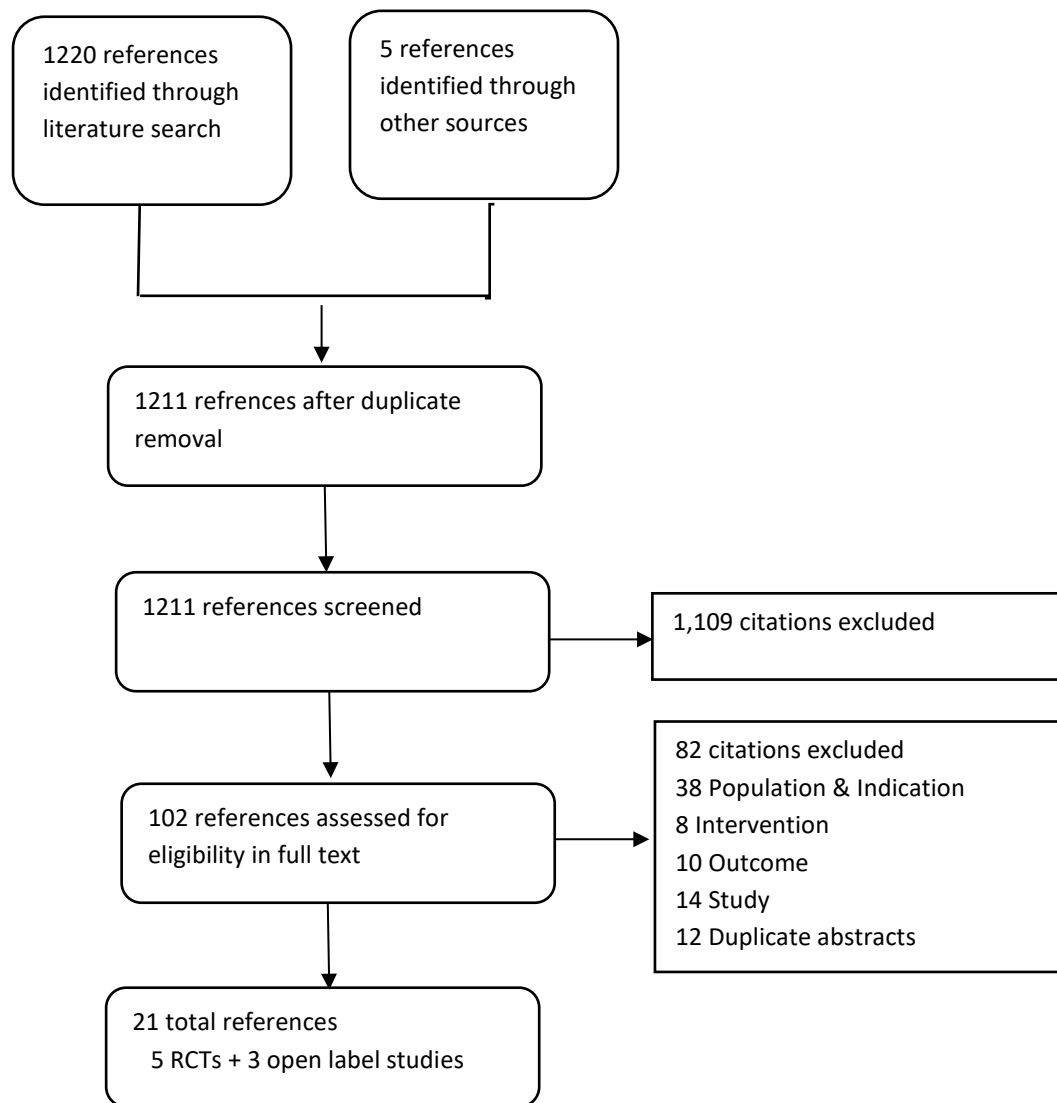 1220 references
identified through
literature search
5 references
identified through
other sources
1211 refrences after duplicate
removal
1211 references screened
1,109 citations excluded
102 references assessed for
eligibility in full text
82 citations excluded
38 Population & Indication
8 Intervention
10 Outcome
14 Study
12 Duplicate abstracts
21 total references
5 RCTs + 3 open label studies